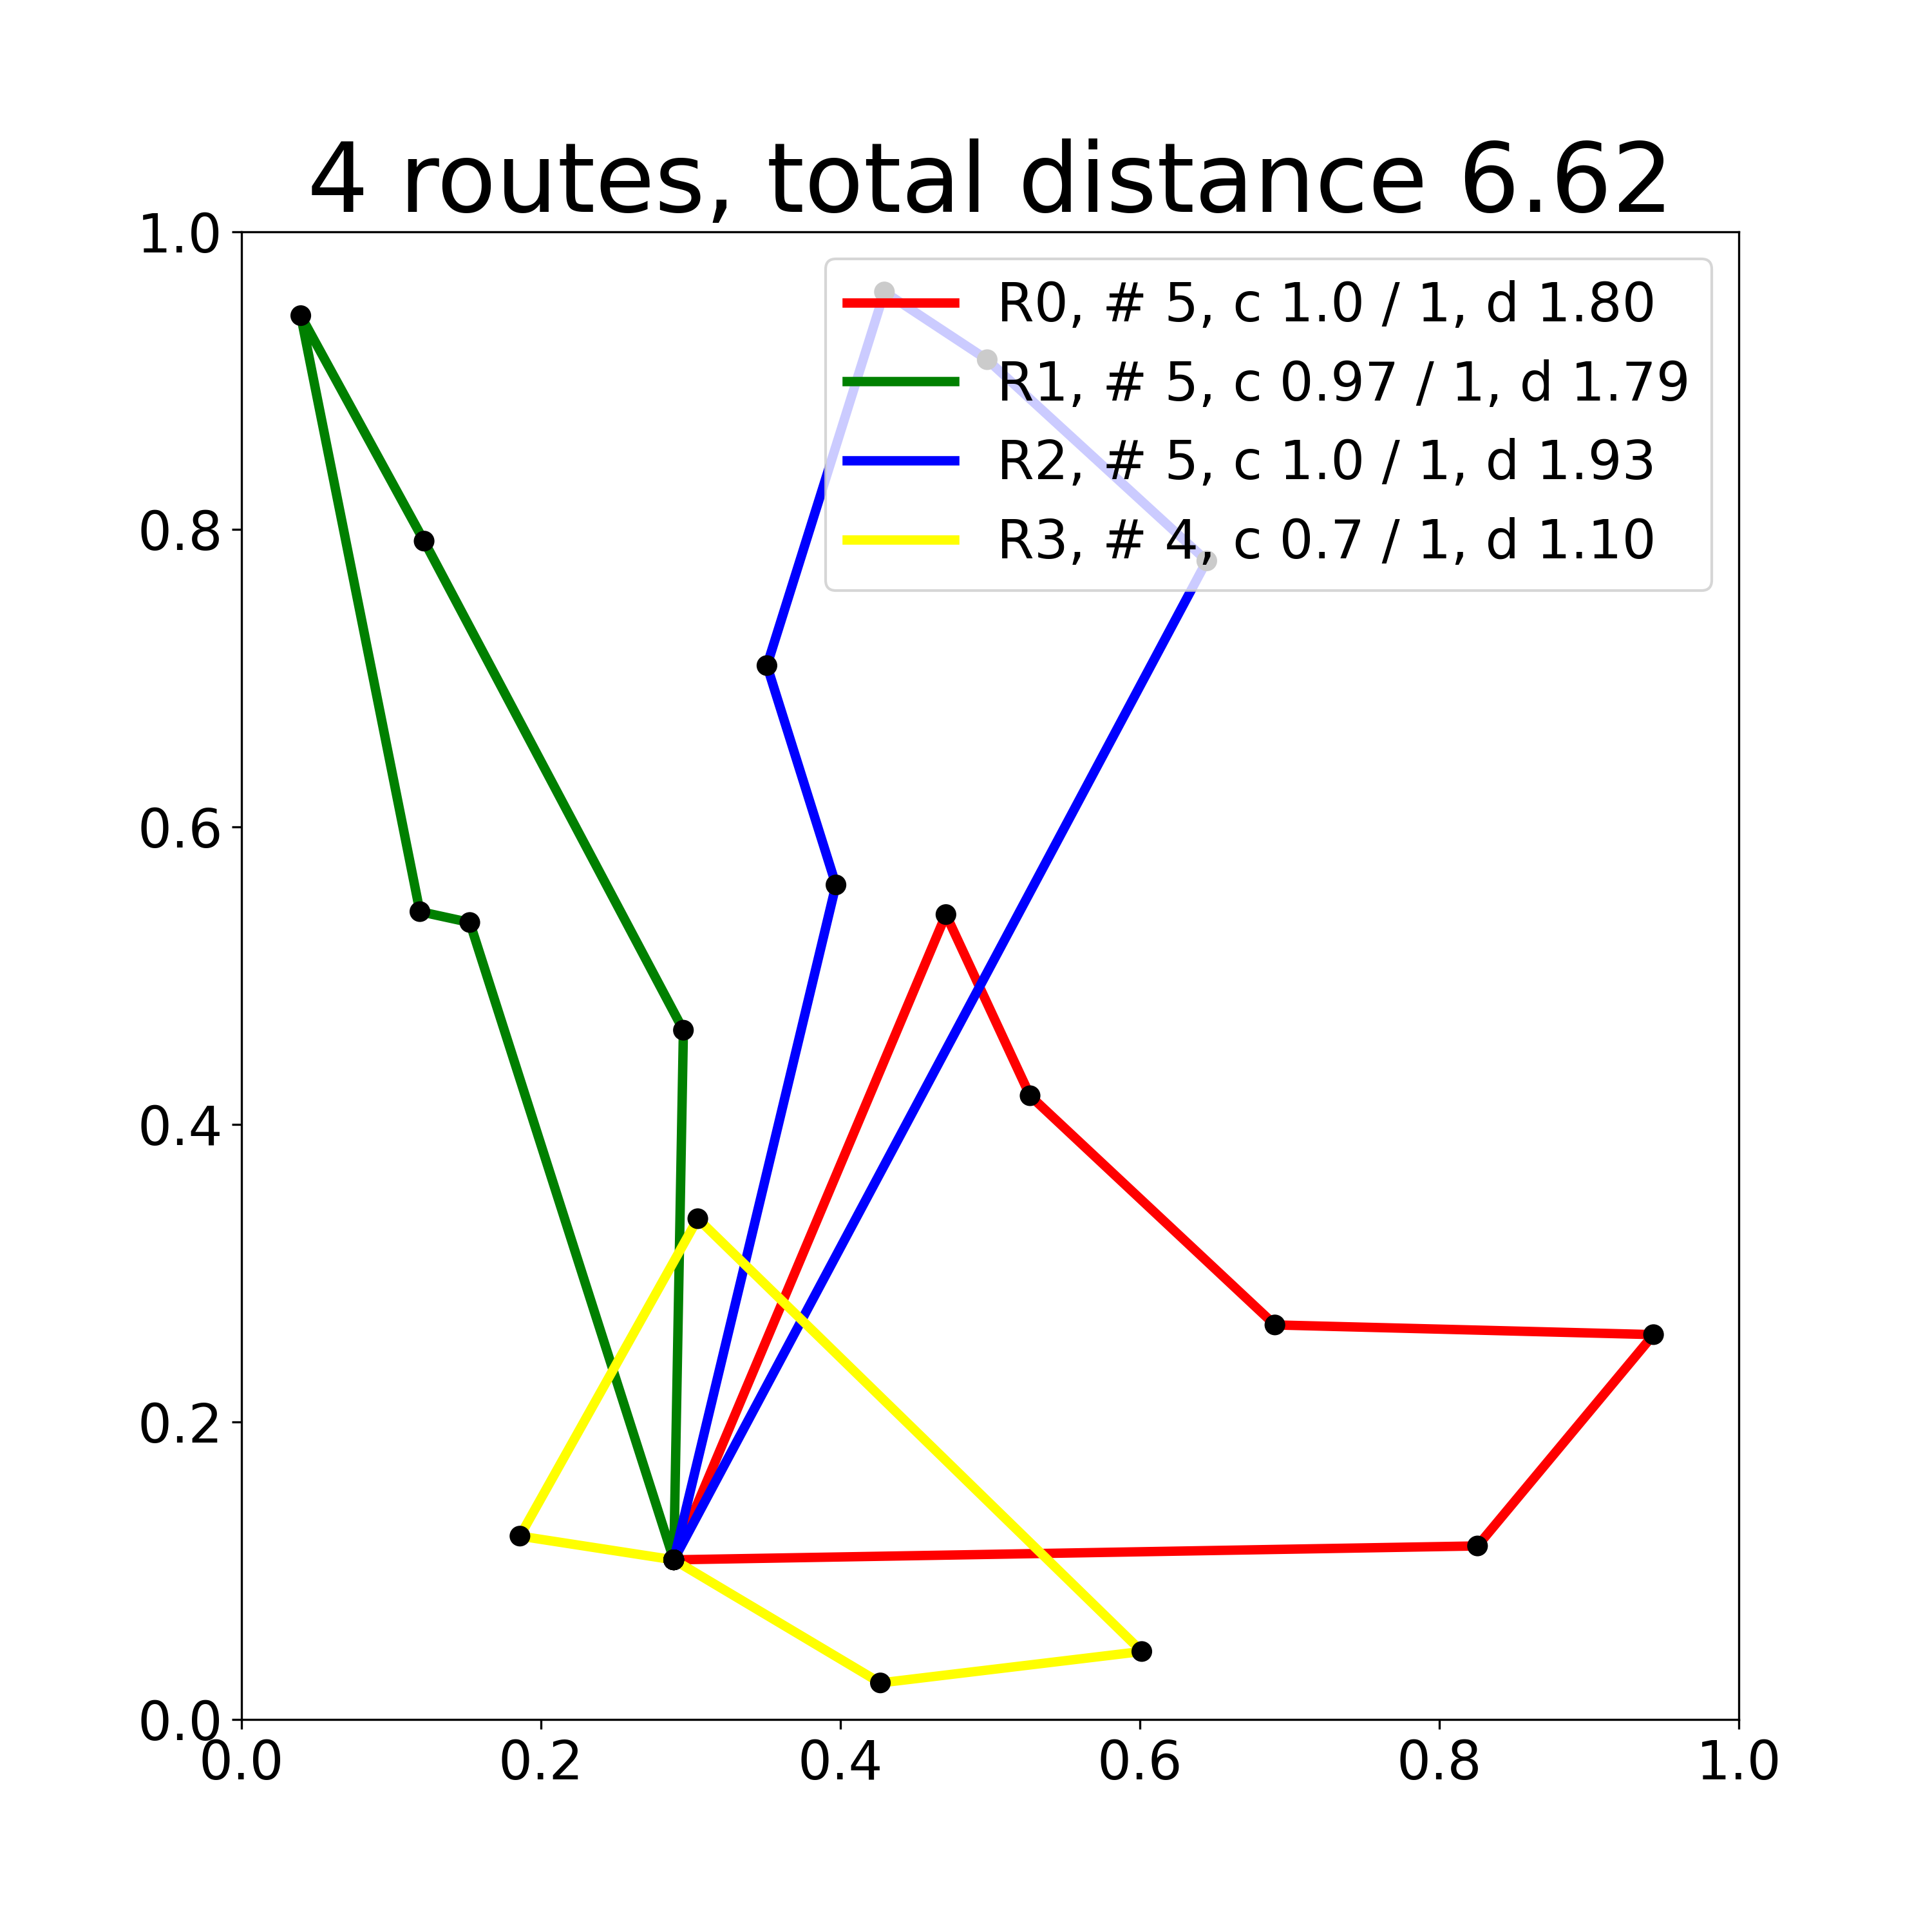 4 routes, total distance 6.62
1.0
R0, # 5, c 1.0 / 1, d 1.80
R1, # 5, c 0.97 / 1, d 1.79
R2, # 5, c 1.0 / 1, d 1.93
R3, # 4, c 0.7 / 1, d 1.10
0.8
0.6
0.4
0.2
0.0
0.0 0.2 0.4 0.6 0.8 1.0